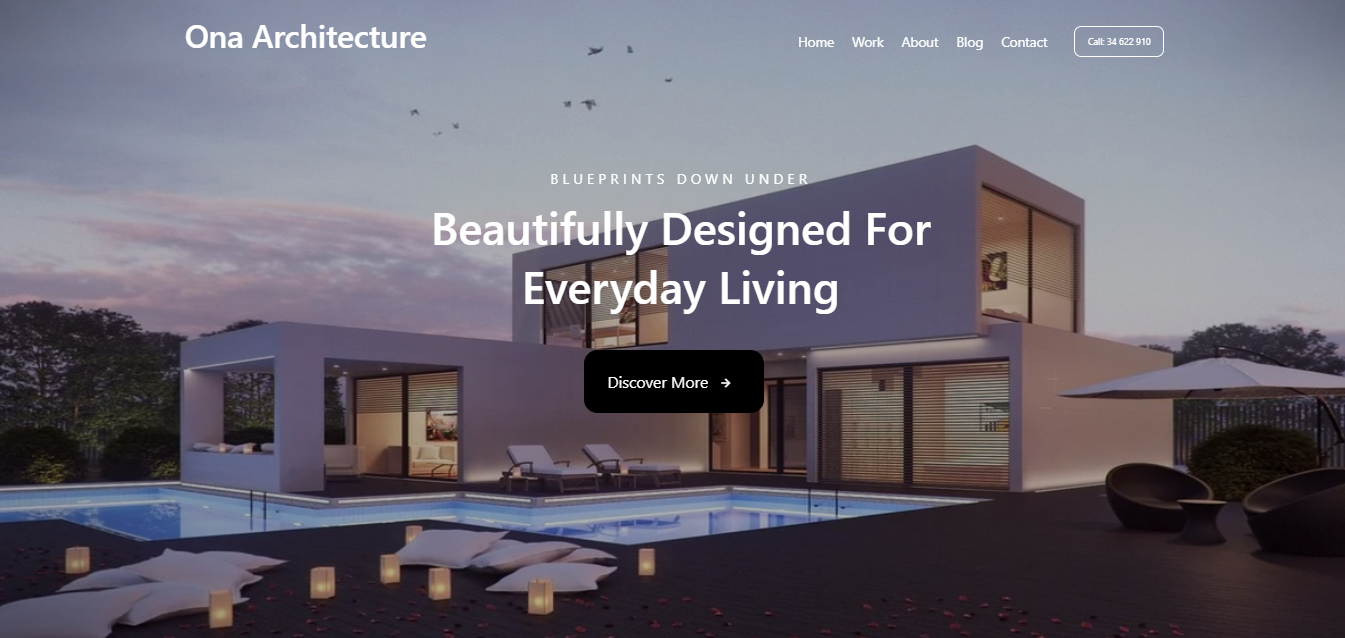 Ona Architecture
Home Work About Blog Contact Call: 34 622 910
BLUEPRINTS DOWN UNDER
Beautifully Designed For
Everyday Living
Discover More →